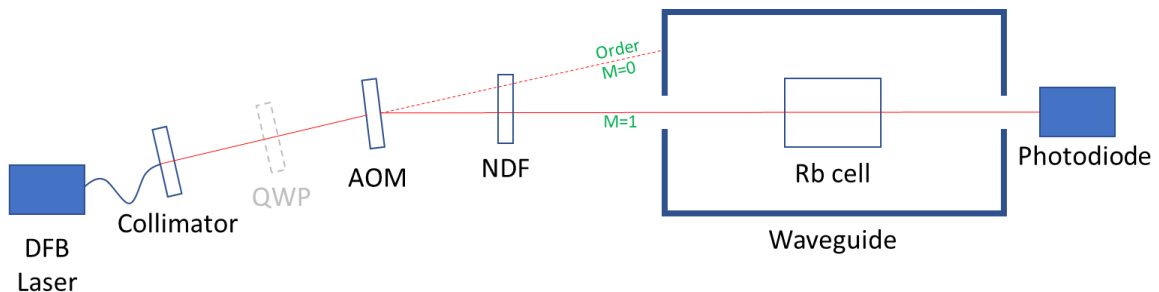 DFB
Laser
Collimator
QWP
AOM
NDF
Order
M=0
M=1
Rb cell
Waveguide
Photodiode